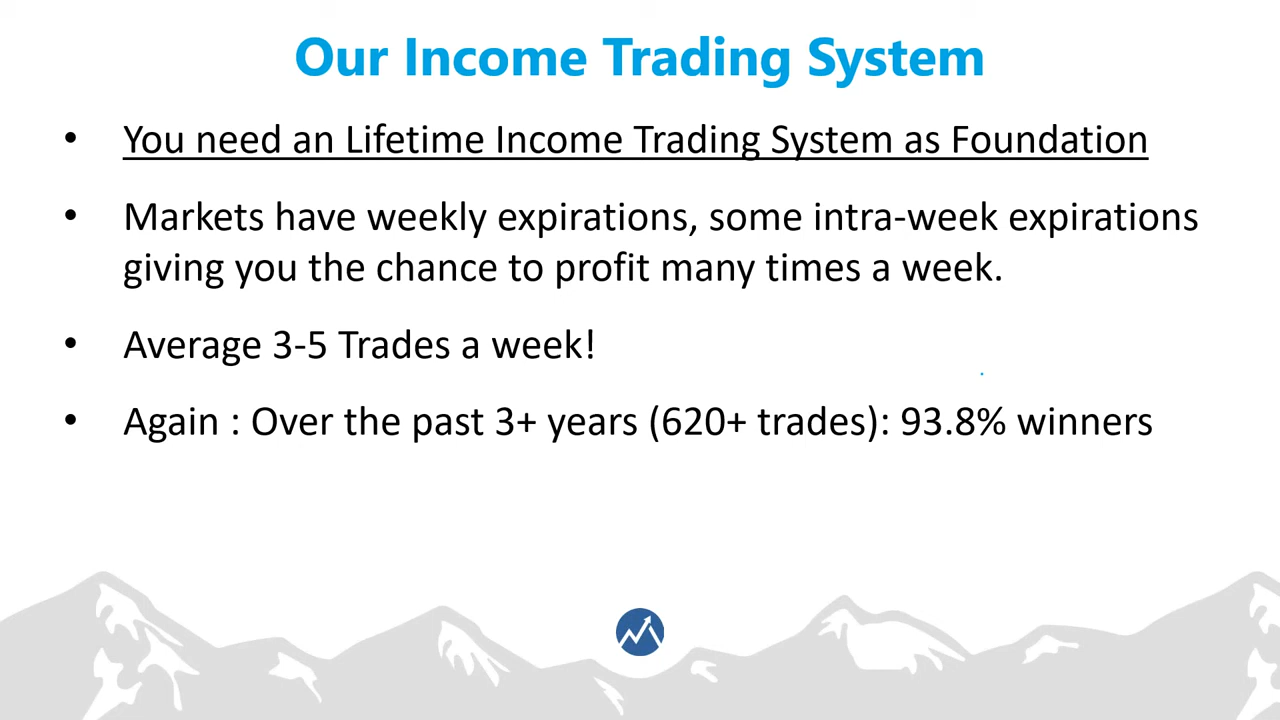 Our Income Trading System
• You need an Lifetime Income Trading System as Foundation
• Markets have weekly expirations, some intra-week expirations
giving you the chance to profit many times a week.
• Average 3-5 Trades a week!
• Again : Over the past 3+ years (620+ trades): 93.8% winners